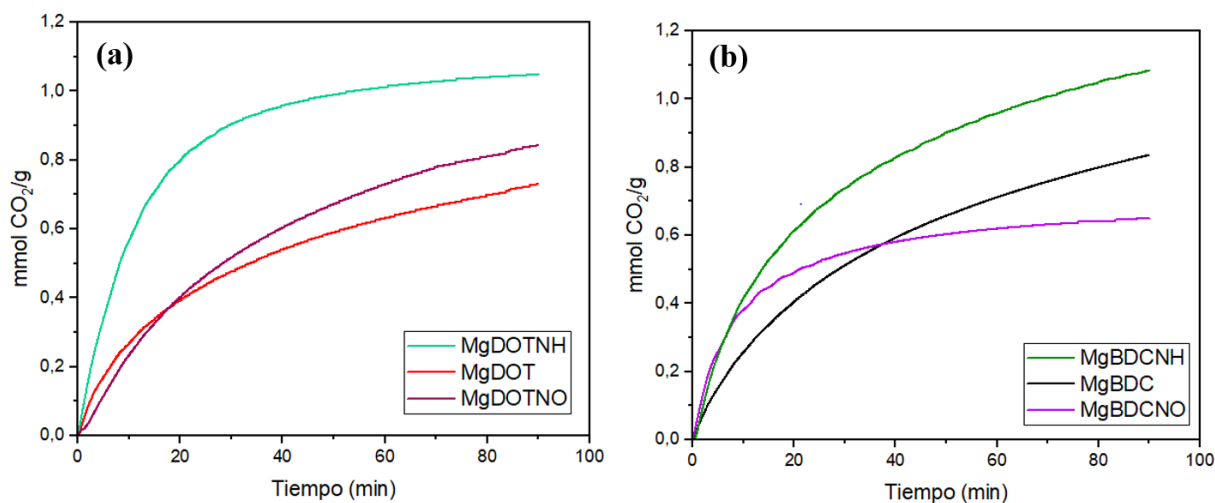 (a)
mmol CO₂/g
1,2
1,0
0,8
0,6
0,4
0,2
0,0
MgDOTNH
MgDOT
MgDOTNO
0 20 40 60 80 100
Tiempo (min)
(b)
mmol CO₂/g
1,2
1,0
0,8
0,6
0,4
0,2
0,0
MgBDCNH
MgBDC
MgBDCNO
0 20 40 60 80 100
Tiempo (min)